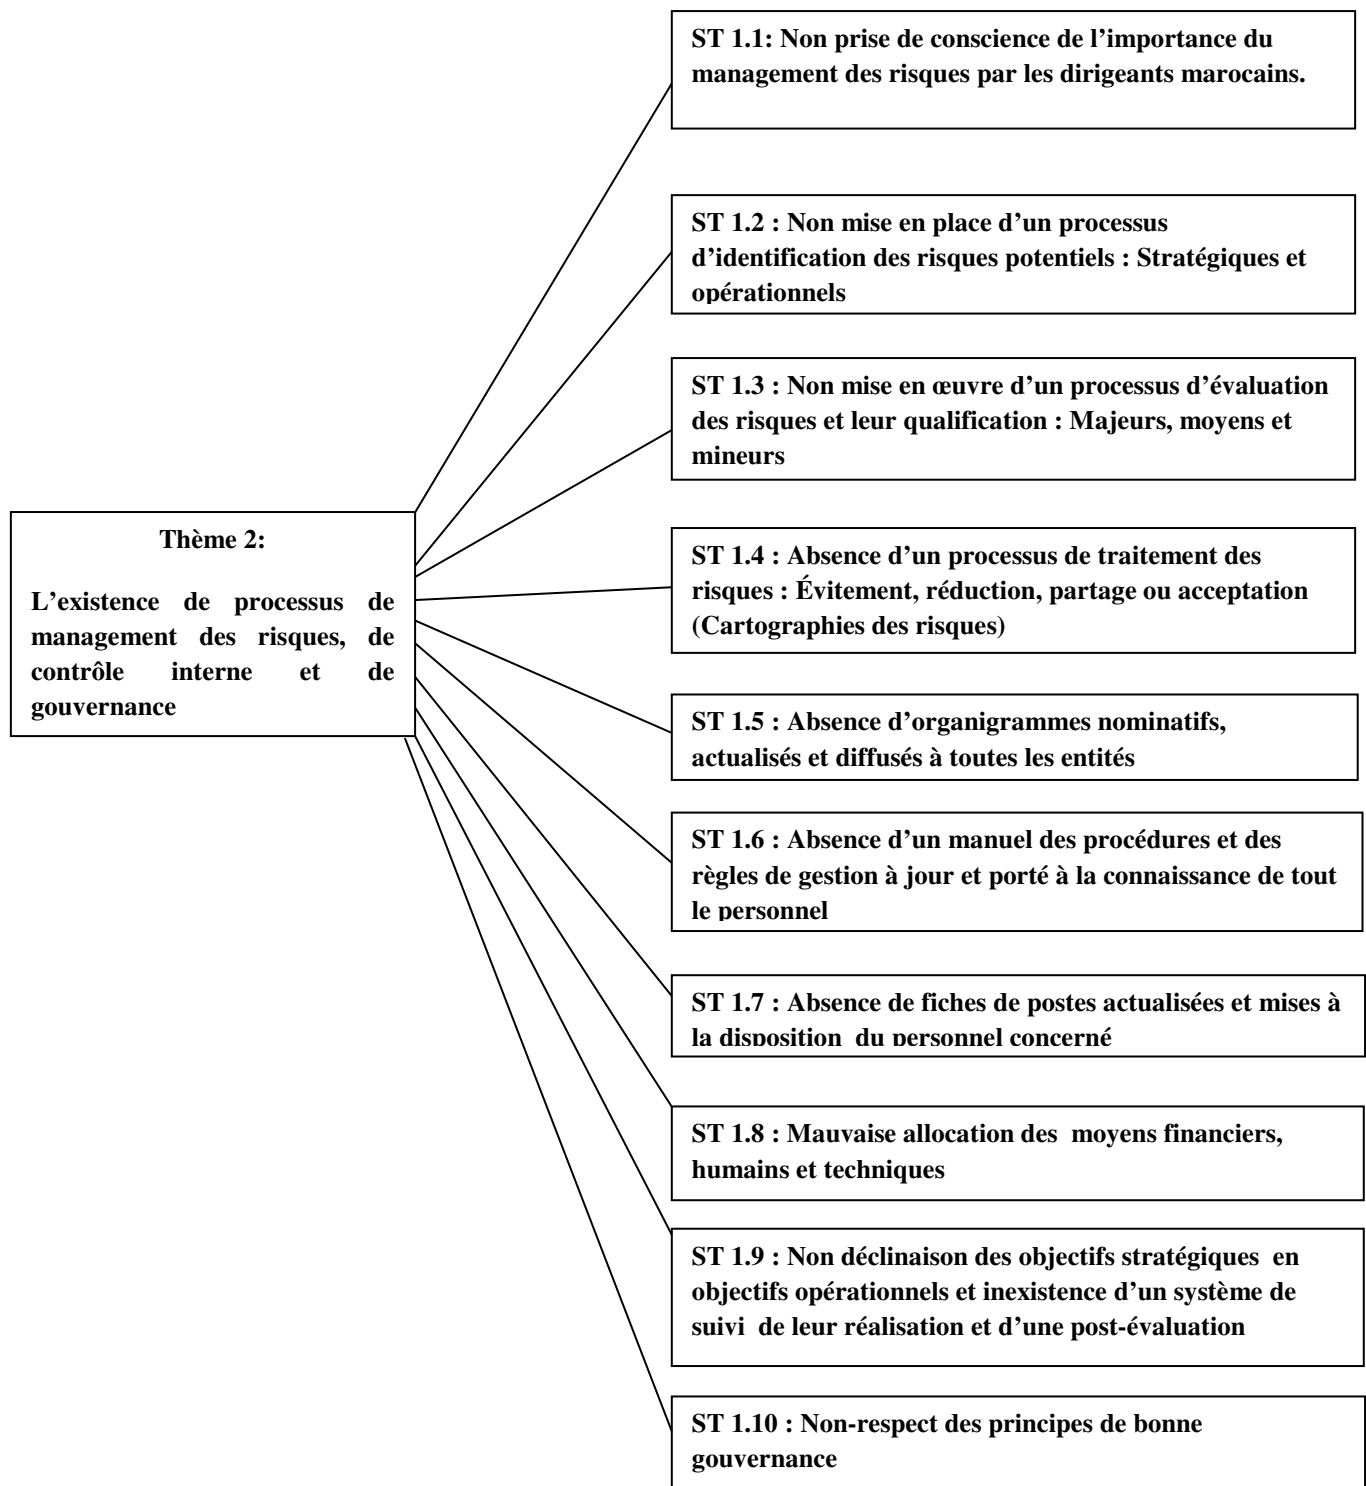 ST 1.1: Non prise de conscience de l’importance du
management des risques par les dirigeants marocains.
ST 1.2 : Non mise en place d’un processus
d’identification des risques potentiels : Stratégiques et
opérationnels
ST 1.3 : Non mise en œuvre d’un processus d’évaluation
des risques et leur qualification : Majeurs, moyens et
mineurs
Thème 2:
L’existence de processus de
management des risques, de
contrôle interne et de
gouvernance
ST 1.4 : Absence d’un processus de traitement des
risques : Évitement, réduction, partage ou acceptation
(Cartographies des risques)
ST 1.5 : Absence d’organigrammes nominatifs,
actualisés et diffusés à toutes les entités
ST 1.6 : Absence d’un manuel des procédures et des
règles de gestion à jour et porté à la connaissance de tout
le personnel
ST 1.7 : Absence de fiches de postes actualisées et mises à
la disposition du personnel concerné
ST 1.8 : Mauvaise allocation des moyens financiers,
humains et techniques
ST 1.9 : Non déclinaison des objectifs stratégiques en
objectifs opérationnels et inexistence d’un système de
suivi de leur réalisation et d’une post-évaluation
ST 1.10 : Non-respect des principes de bonne
gouvernance